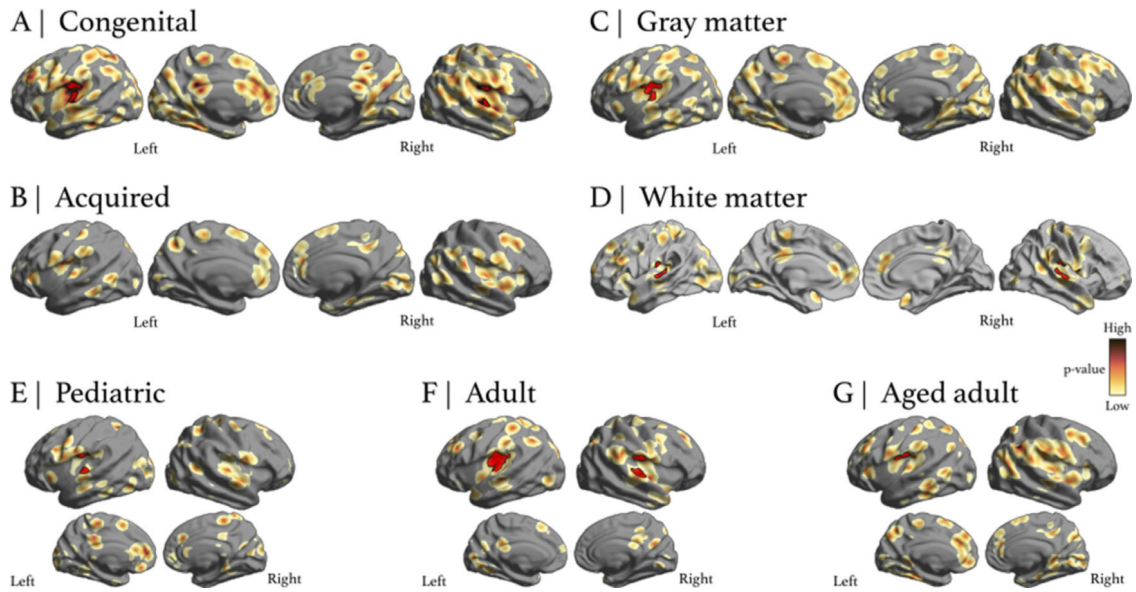 A | Congenital
Left
Right
C | Gray matter
Left
Right
B | Acquired
Left
Right
D | White matter
Left
Right
High
p-value
Low
E | Pediatric
Left
Right
F | Adult
Left
Right
G | Aged adult
Left
Right